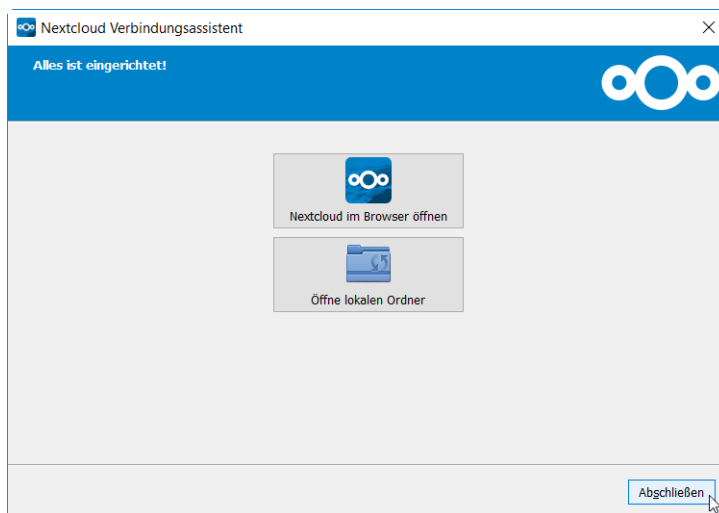 Nextcloud Verbindungsassistent
Alles ist eingerichtet!
Nextcloud im Browser öffnen
Öffne lokalen Ordner
Abschließen